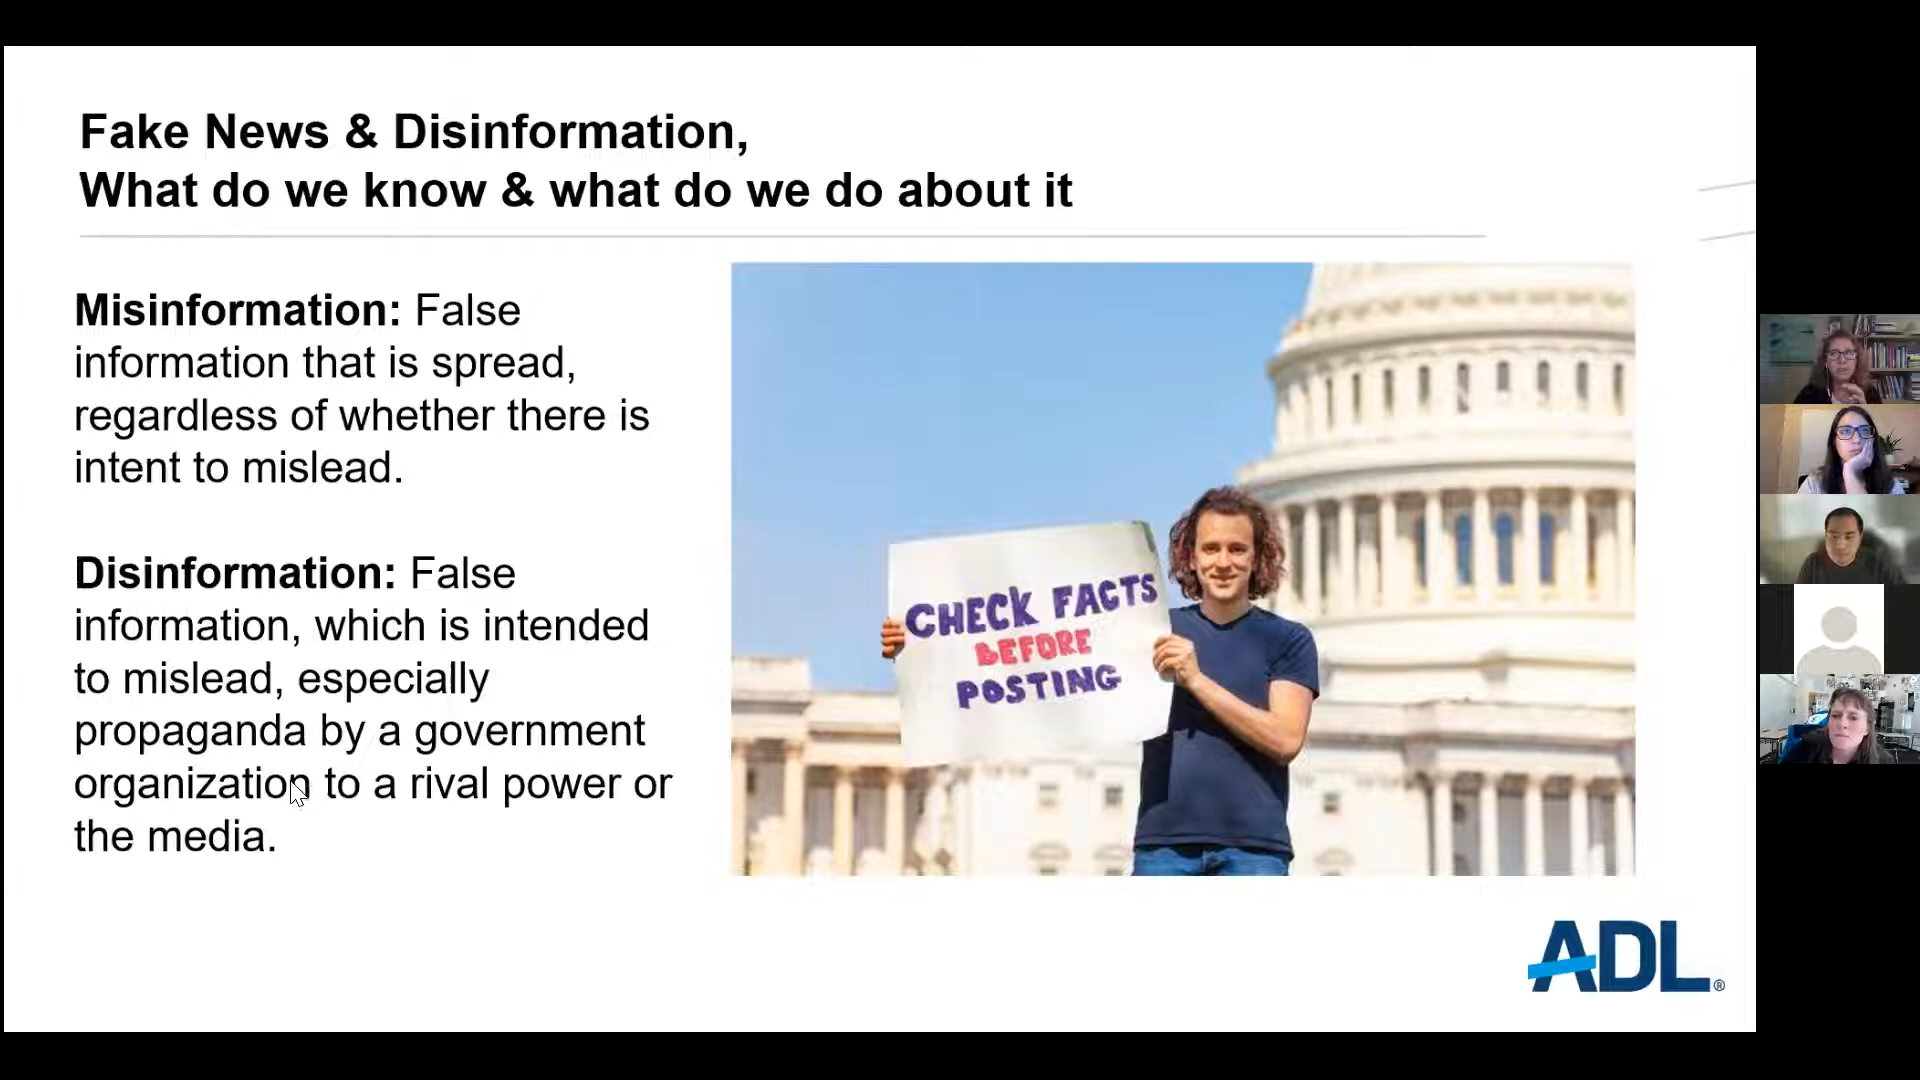 Fake News & Disinformation,
What do we know & what do we do about it
Misinformation: False
information that is spread,
regardless of whether there is
intent to mislead.
Disinformation: False
information, which is intended
to mislead, especially
propaganda by a government
organization to a rival power or
the media.
CHECK FACTS
BEFORE
POSTING
ADL®